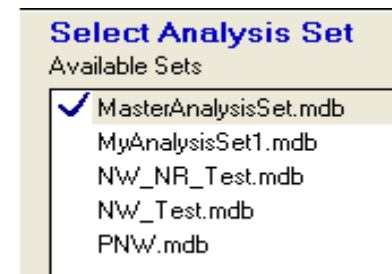 Select Analysis Set
Available Sets
MasterAnalysisSet.mdb
MyAnalysisSet1.mdb
NW_NR_Test.mdb
NW_Test.mdb
PNW.mdb